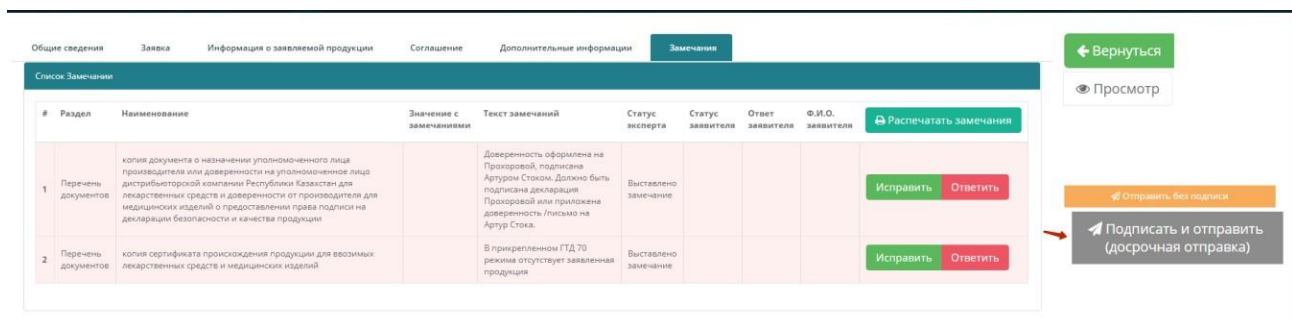 Общие сведения Заявка Информация о заявляемой продукции Соглашение Дополнительные информации Замечания
Вернуться
Список Замечании
Просмотр
# Раздел Наименование Значение с замечаниями Текст замечаний Статус эксперта Статус заявителя Ответ заявителя Ф.И.О. заявителя Распечатать замечания
1 Перечень документов
копия документа о назначении уполномоченного лица
производителя или доверенности на уполномоченное лицо
дистрибьюторской компании Республики Казахстан для
лекарственных средств и доверенности от производителя для
медицинских изделий о предоставлении права подписи на
декларации безопасности и качества продукции
Доверенность оформлена на
Прохоровой, подписана
Артуром Стоком. Должно быть
подписана декларация
Прохоровой или приложена
доверенность /письмо на
Артур Стока.
Выставлено
замечание
Исправить Ответить
2 Перечень документов
копия сертификата происхождения продукции для ввозимых
лекарственных средств и медицинских изделий
В прикрепленном ГТД 70
режима отсутствует заявленная
продукция
Выставлено
замечание
Исправить Ответить
Отправить без подписи
Подписать и отправить
(досрочная отправка)